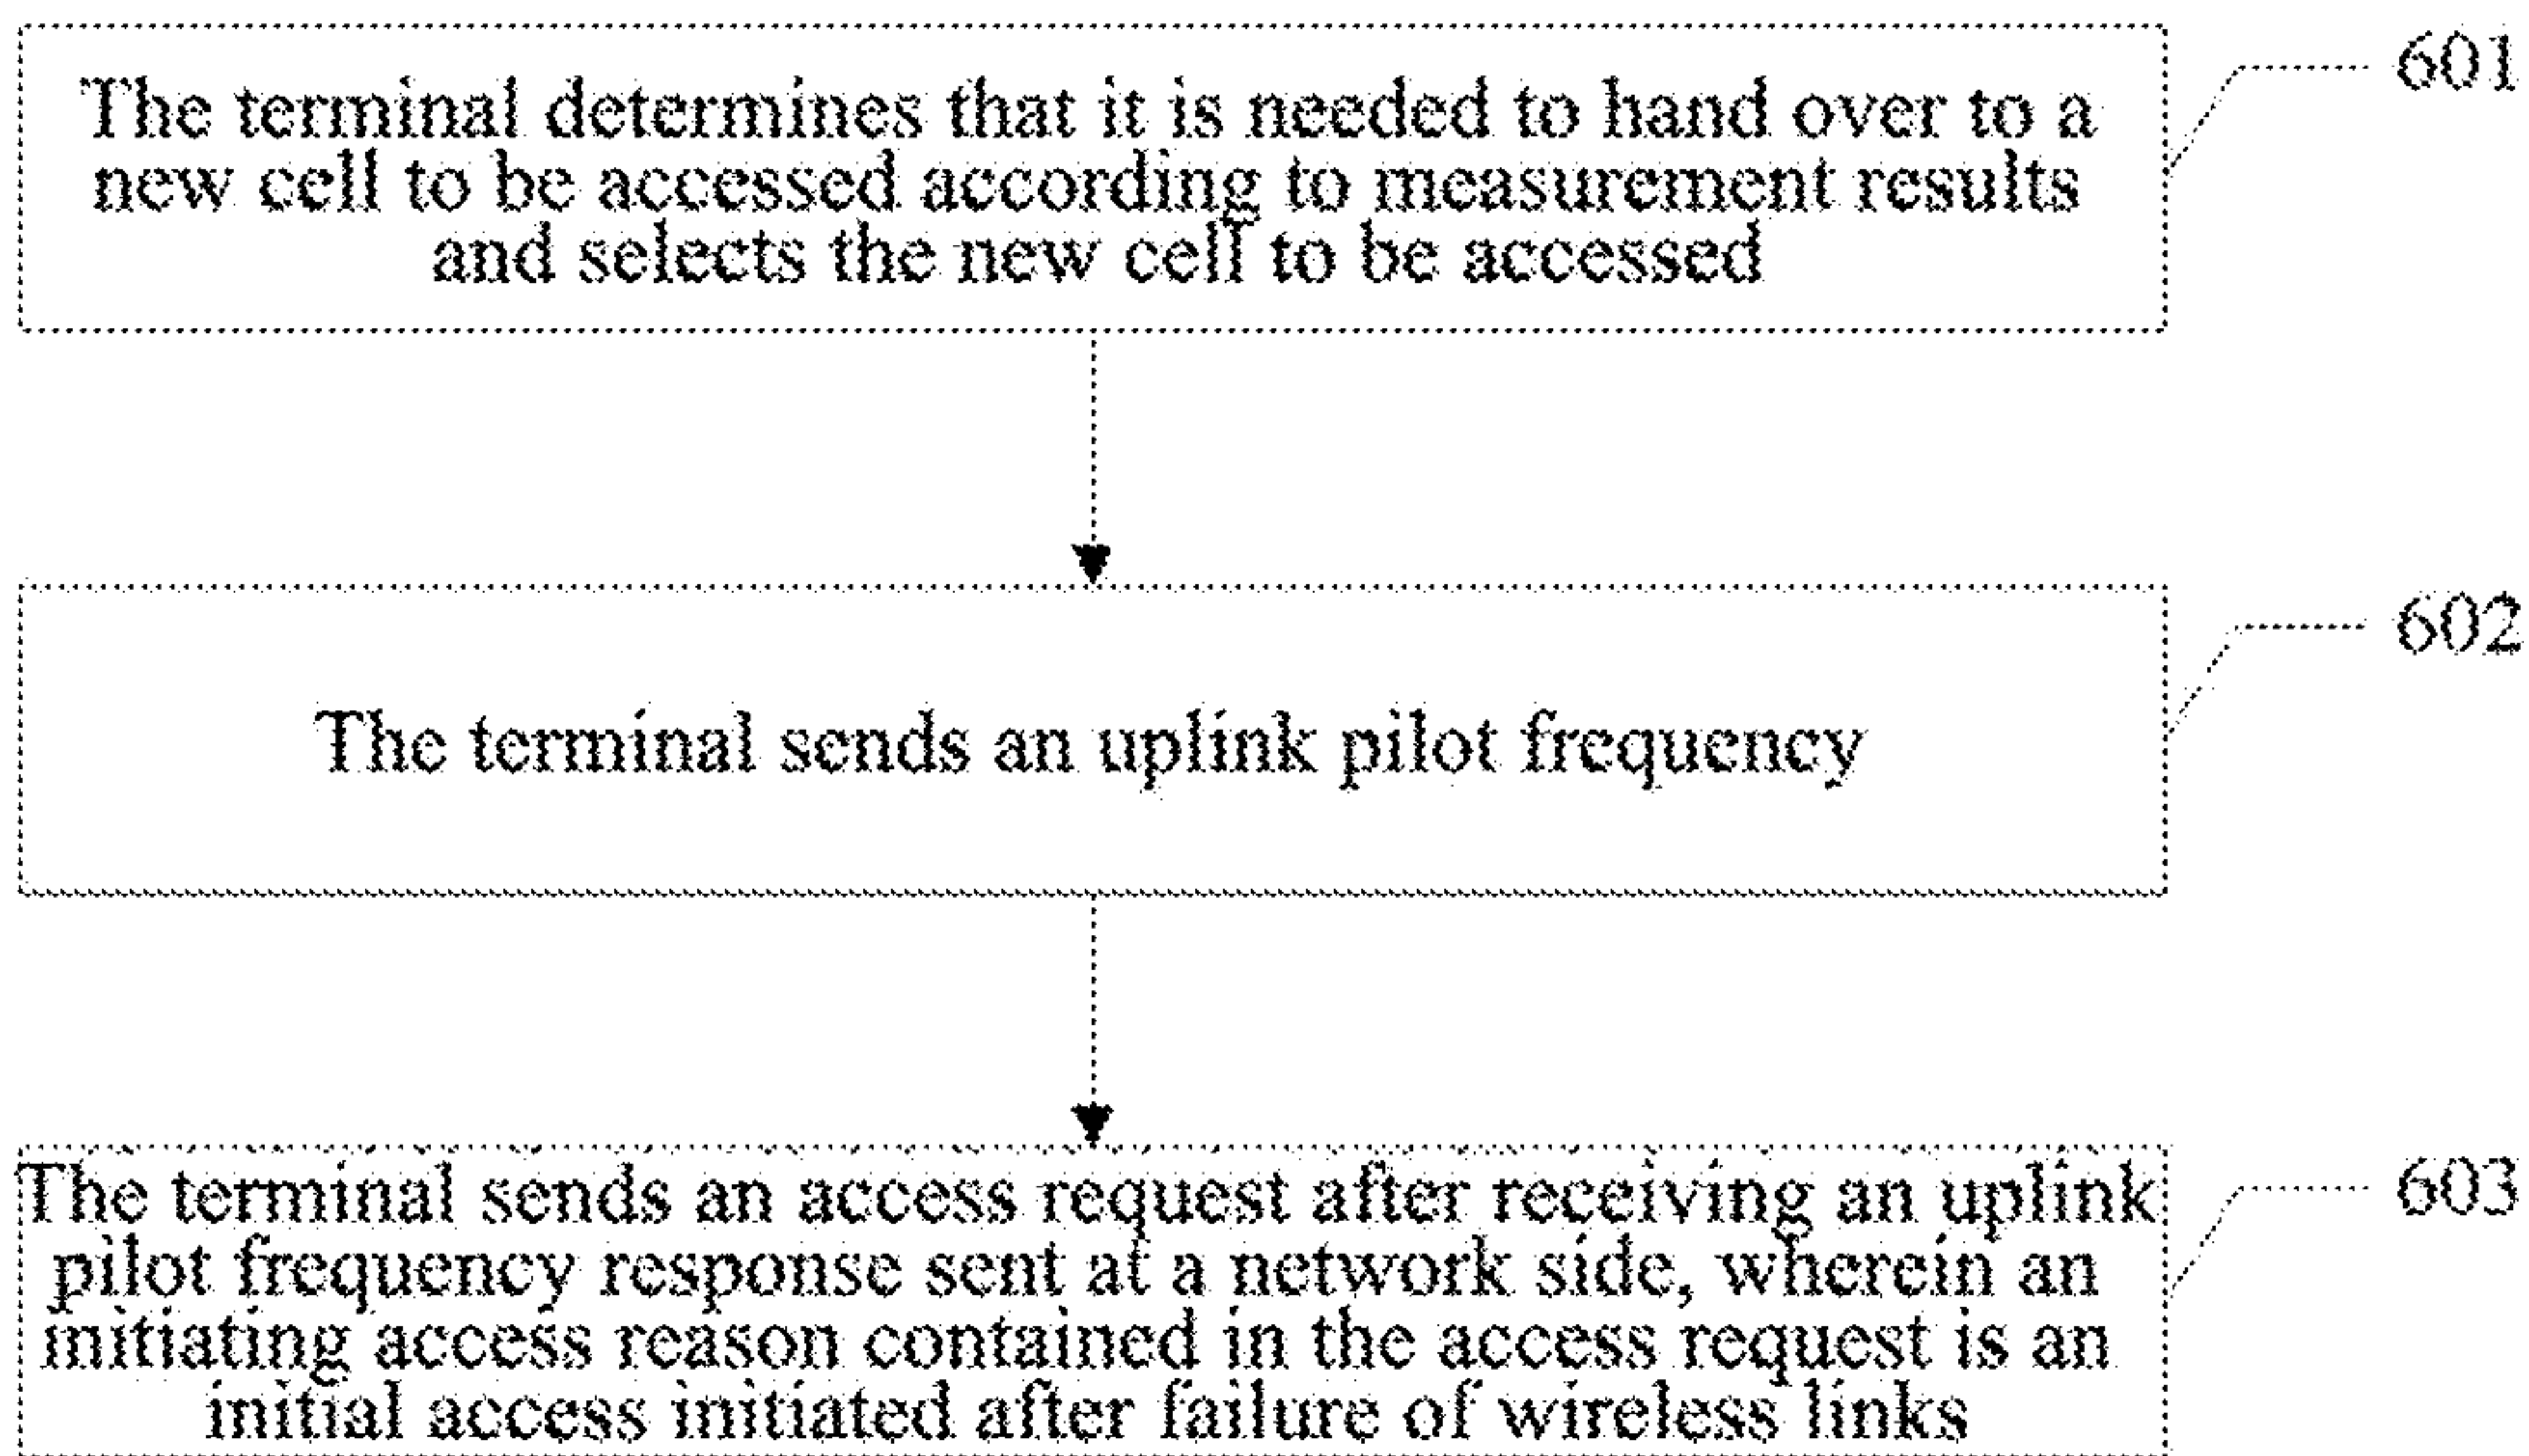 The terminal determines that it is needed to hand over to a
new cell to be accessed according to measurement results
and selects the new cell to be accessed
601
The terminal sends an uplink pilot frequency
602
The terminal sends an access request after receiving an uplink
pilot frequency response sent at a network side, wherein an
initiating access reason contained in the access request is an
initial access initiated after failure of wireless links
603